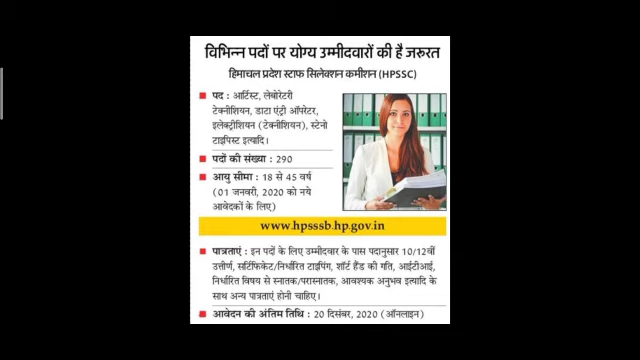 विभिन्न पदों पर योग्य उम्मीदवारों की है जरूरत
हिमाचल प्रदेश स्टाफ सिलेक्शन कमीशन (HPSSC)
पद : आर्टिस्ट, लेबोरेटरी
टेक्नीशियन, डाटा एंट्री ऑपरेटर,
इलेक्ट्रीशियन (टेक्नीशियन), स्टेनो
टाइपिस्ट इत्यादि।
पदों की संख्या : 290
आयु सीमा : 18 से 45 वर्ष
(01 जनवरी, 2020 को नये
आवेदकों के लिए)
www.hpsssb.hp.gov.in
पात्रताएं : इन पदों के लिए उम्मीदवार के पास पदानुसार 10/12वीं
उत्तीर्ण, सर्टिफिकेट/निर्धारित टाइपिंग, शॉर्ट हैंड की गति, आईटीआई,
निर्धारित विषय से स्नातक/परास्नातक, आवश्यक अनुभव इत्यादि के
साथ अन्य पात्रताएं होनी चाहिए।
आवेदन की अंतिम तिथि : 20 दिसंबर, 2020 (ऑनलाइन)